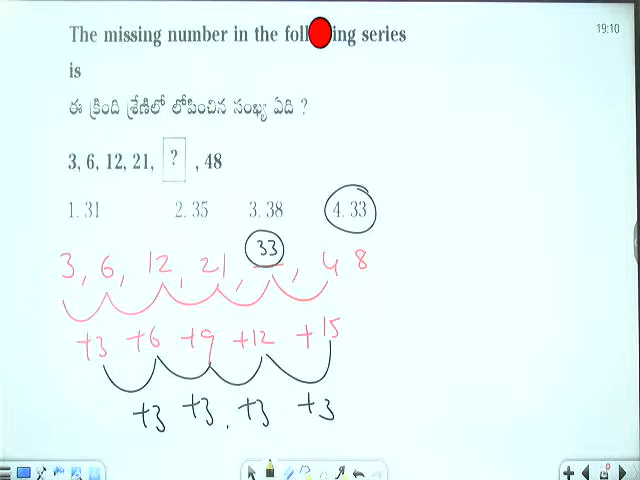 The missing number in the following series
19:10
is
ఈ క్రింది శ్రేణిలో లోపించిన సంఖ్య ఏది ?
3, 6, 12, 21, ? , 48
1. 31 2. 35 3. 38 4. 33
33
3, 6, 12, 21, __, 48
+3 +6 +9 +12 +15
+3 +3 . +3 +3